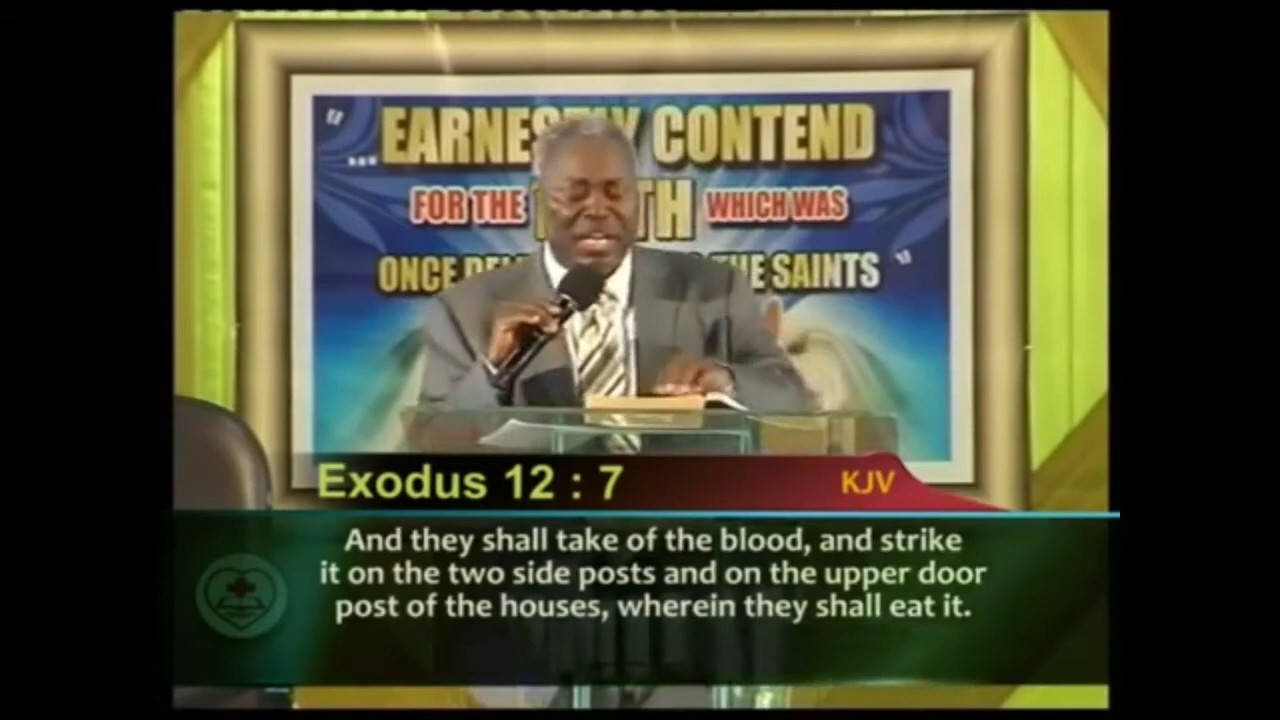 "
...EARNESTLY CONTEND
FOR THE FAITH WHICH WAS
ONCE THE SAINTS "
Exodus 12 : 7
KJV
And they shall take of the blood, and strike
it on the two side posts and on the upper door
post of the houses, wherein they shall eat it.